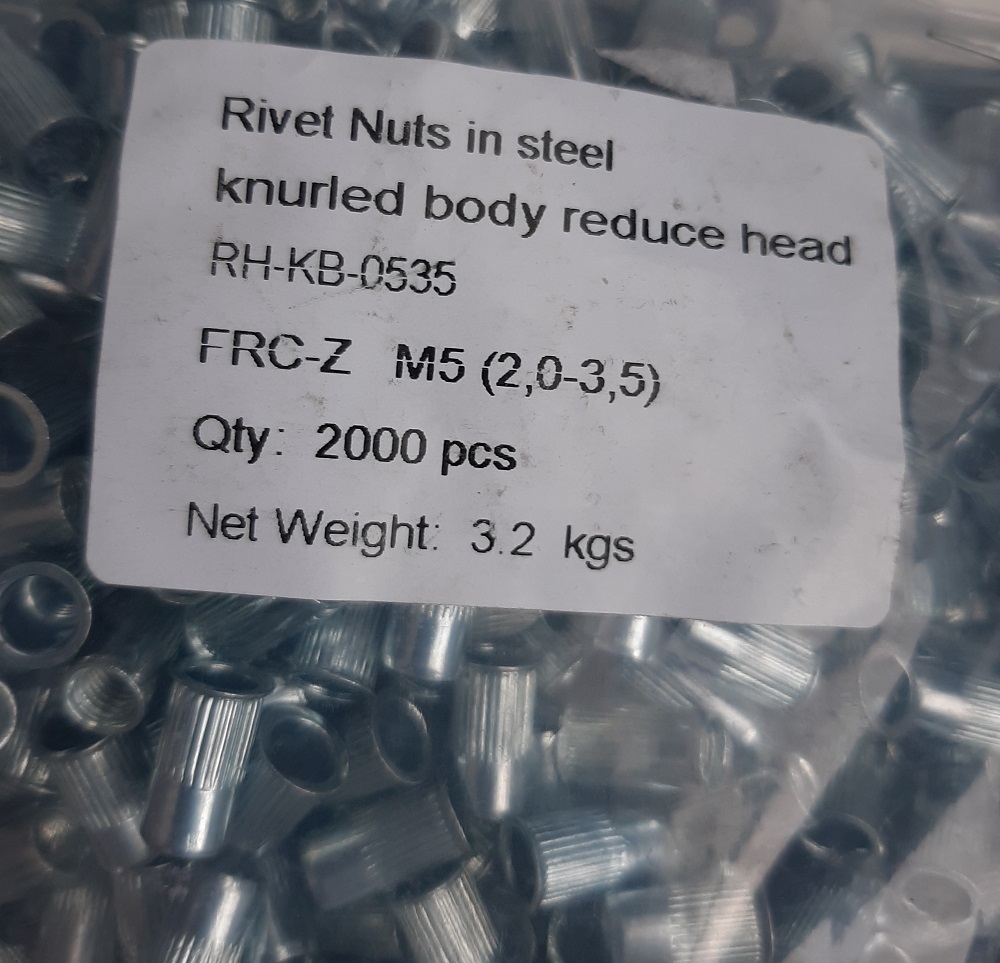 Rivet Nuts in steel
knurled body reduce head
RH-KB-0535
FRC-Z M5 (2,0-3,5)
Qty: 2000 pcs
Net Weight: 3.2 kgs